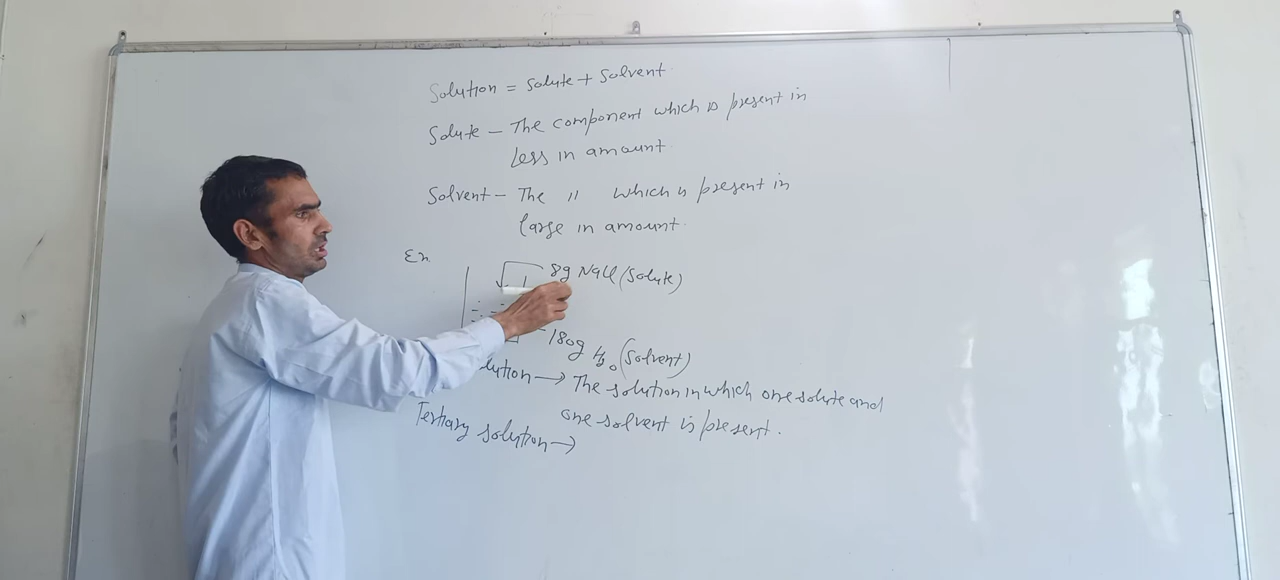 Solution = Solute + Solvent
Solute – The component which is present in
Less in amount.
Solvent – The 〃 which is present in
large in amount.
Ex.
8g NaCl (Solute)
180g H2O (Solvent)
lution → The solution in which one solute and
one solvent is present.
Tertiary solution →